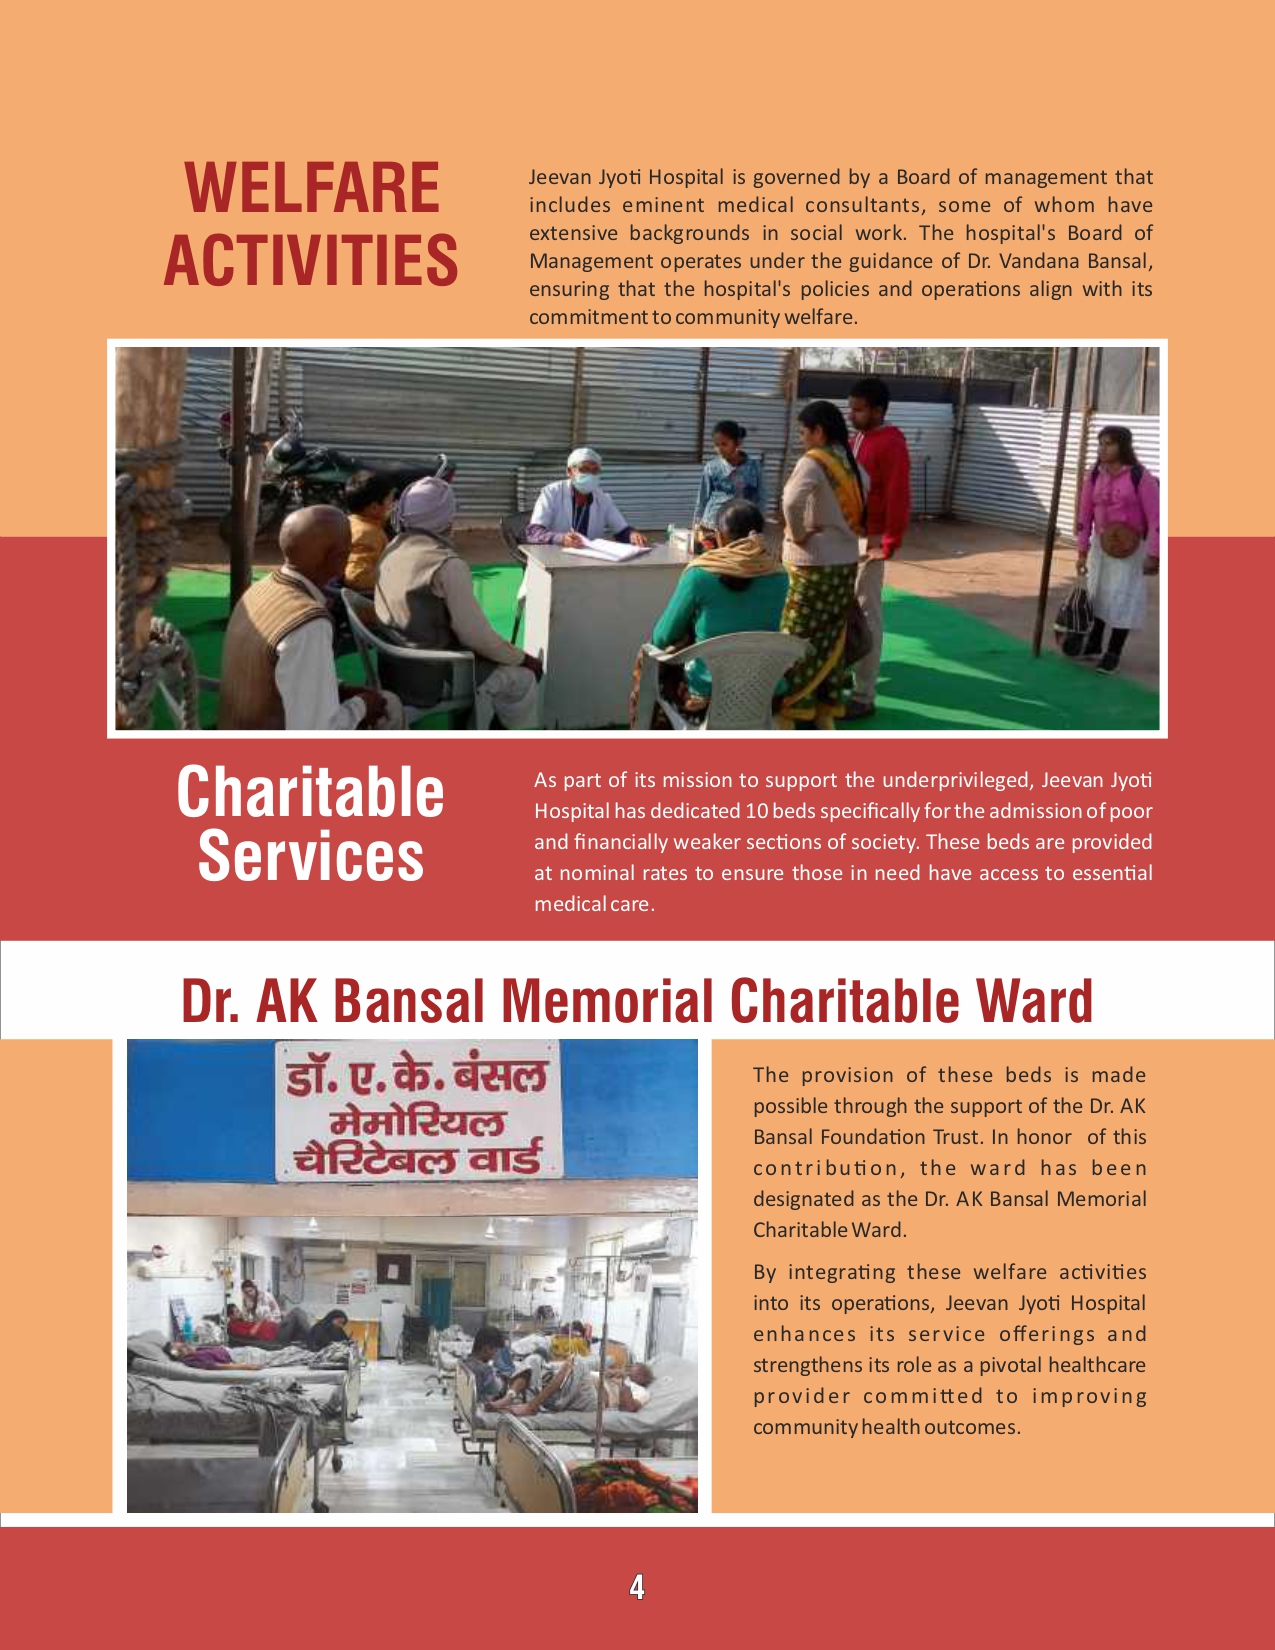 WELFARE
ACTIVITIES
Jeevan Jyoti Hospital is governed by a Board of management that
includes eminent medical consultants, some of whom have
extensive backgrounds in social work. The hospital's Board of
Management operates under the guidance of Dr. Vandana Bansal,
ensuring that the hospital's policies and operations align with its
commitment to community welfare.
Charitable
Services
As part of its mission to support the underprivileged, Jeevan Jyoti
Hospital has dedicated 10 beds specifically for the admission of poor
and financially weaker sections of society. These beds are provided
at nominal rates to ensure those in need have access to essential
medical care.
Dr. AK Bansal Memorial Charitable Ward
डॉ. ए. के. बंसल
मेमोरियल
चैरिटेबल वार्ड
The provision of these beds is made
possible through the support of the Dr. AK
Bansal Foundation Trust. In honor of this
contribution, the ward has been
designated as the Dr. AK Bansal Memorial
Charitable Ward.
By integrating these welfare activities
into its operations, Jeevan Jyoti Hospital
enhances its service offerings and
strengthens its role as a pivotal healthcare
provider committed to improving
community health outcomes.
4